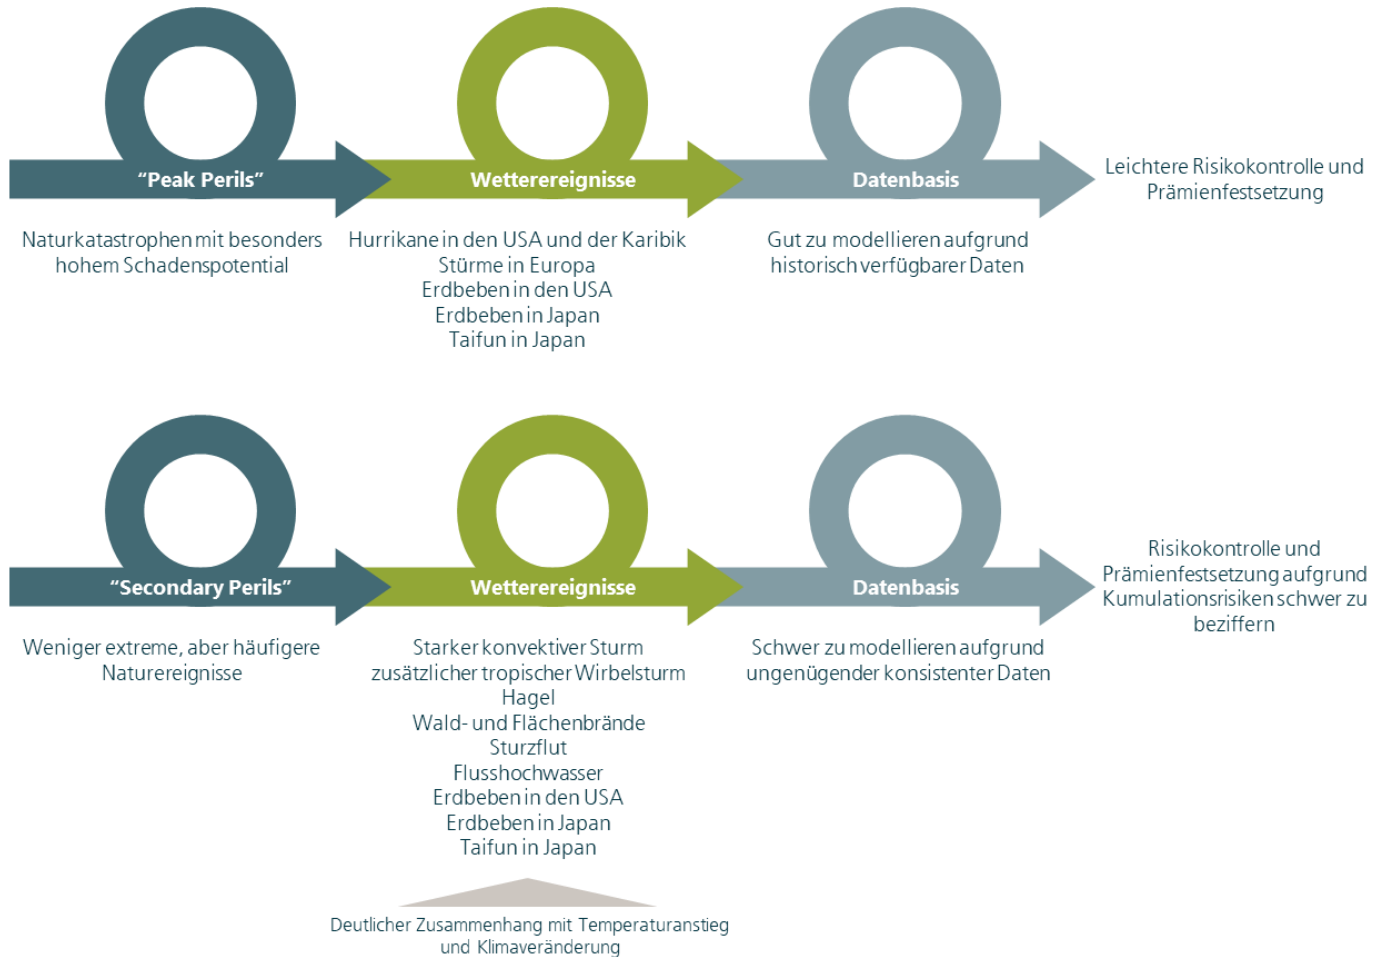 “Peak Perils”
Naturkatastrophen mit besonders
hohem Schadenspotential
Wetterereignisse
Hurrikane in den USA und der Karibik
Stürme in Europa
Erdbeben in den USA
Erdbeben in Japan
Taifun in Japan
Datenbasis
Gut zu modellieren aufgrund
historisch verfügbarer Daten
Leichtere Risikokontrolle und
Prämienfestsetzung
“Secondary Perils”
Weniger extreme, aber häufigere
Naturereignisse
Wetterereignisse
Starker konvektiver Sturm
zusätzlicher tropischer Wirbelsturm
Hagel
Wald- und Flächenbrände
Sturzflut
Flusshochwasser
Erdbeben in den USA
Erdbeben in Japan
Taifun in Japan
Deutlicher Zusammenhang mit Temperaturanstieg
und Klimaveränderung
Datenbasis
Schwer zu modellieren aufgrund
ungenügender konsistenter Daten
Risikokontrolle und
Prämienfestsetzung aufgrund
Kumulationsrisiken schwer zu
beziffern